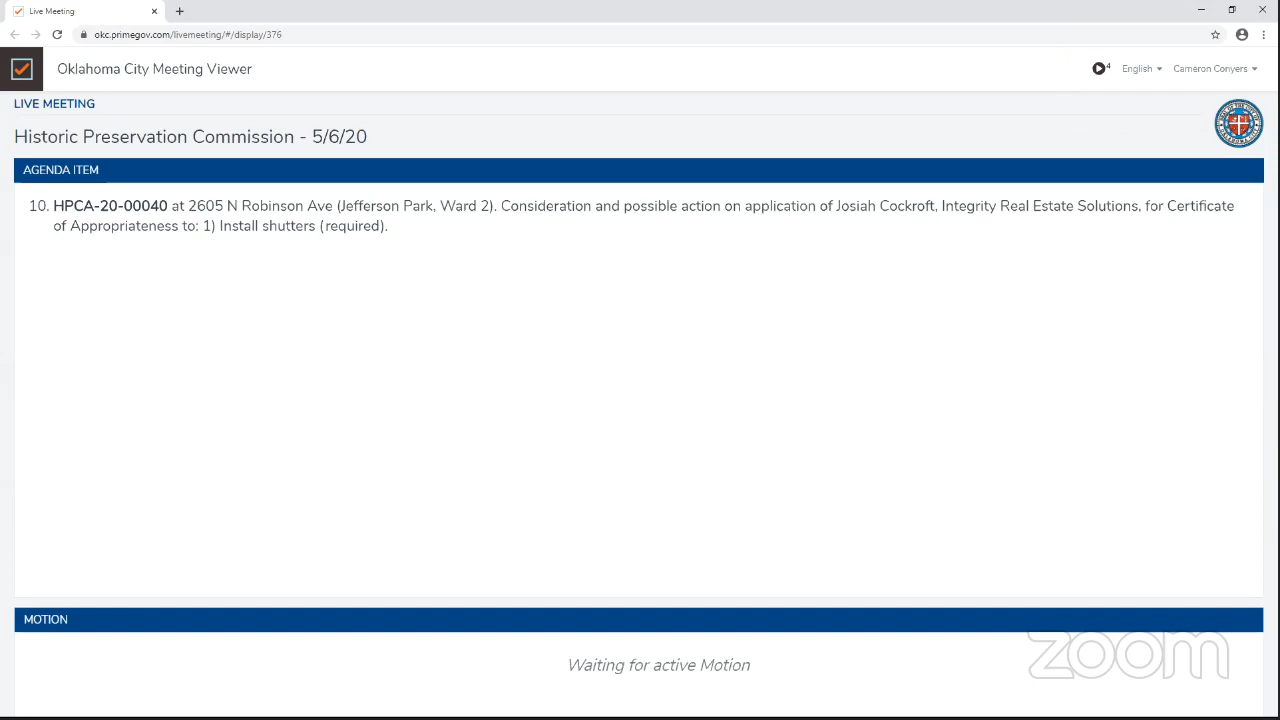 Live Meeting
okc.primegov.com/livemeeting/#/display/376
Oklahoma City Meeting Viewer
4
English
Cameron Conyers
LIVE MEETING
Historic Preservation Commission - 5/6/20
AGENDA ITEM
10. HPCA-20-00040 at 2605 N Robinson Ave (Jefferson Park, Ward 2). Consideration and possible action on application of Josiah Cockroft, Integrity Real Estate Solutions, for Certificate
of Appropriateness to: 1) Install shutters (required).
MOTION
Waiting for active Motion
zoom